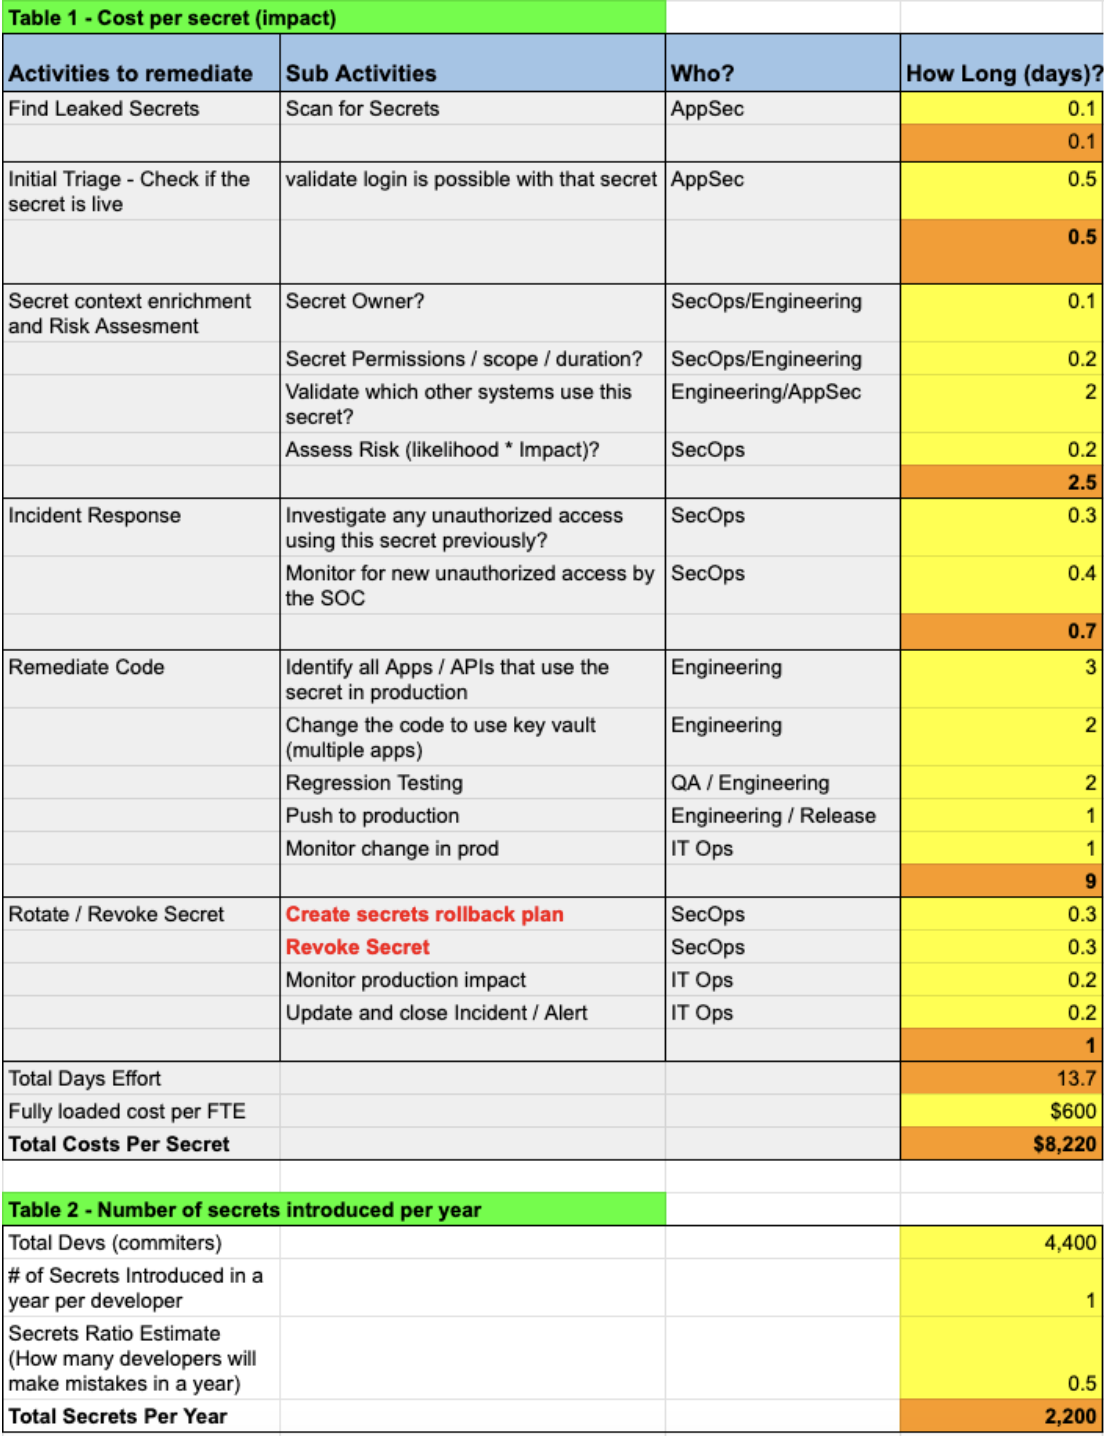 Table 1 - Cost per secret (impact)
Activities to remediate Sub Activities Who? How Long (days)?
Find Leaked Secrets Scan for Secrets AppSec 0.1
0.1
Initial Triage - Check if the validate login is possible with that secret AppSec 0.5
secret is live
0.5
Secret context enrichment Secret Owner? SecOps/Engineering 0.1
and Risk Assesment
Secret Permissions / scope / duration? SecOps/Engineering 0.2
Validate which other systems use this Engineering/AppSec 2
secret?
Assess Risk (likelihood * Impact)? SecOps 0.2
2.5
Incident Response Investigate any unauthorized access SecOps 0.3
using this secret previously?
Monitor for new unauthorized access by SecOps 0.4
the SOC
0.7
Remediate Code Identify all Apps / APIs that use the Engineering 3
secret in production
Change the code to use key vault Engineering 2
(multiple apps)
Regression Testing QA / Engineering 2
Push to production Engineering / Release 1
Monitor change in prod IT Ops 1
9
Rotate / Revoke Secret Create secrets rollback plan SecOps 0.3
Revoke Secret SecOps 0.3
Monitor production impact IT Ops 0.2
Update and close Incident / Alert IT Ops 0.2
1
Total Days Effort 13.7
Fully loaded cost per FTE $600
Total Costs Per Secret $8,220
Table 2 - Number of secrets introduced per year
Total Devs (commiters) 4,400
# of Secrets Introduced in a
year per developer 1
Secrets Ratio Estimate
(How many developers will
make mistakes in a year) 0.5
Total Secrets Per Year 2,200